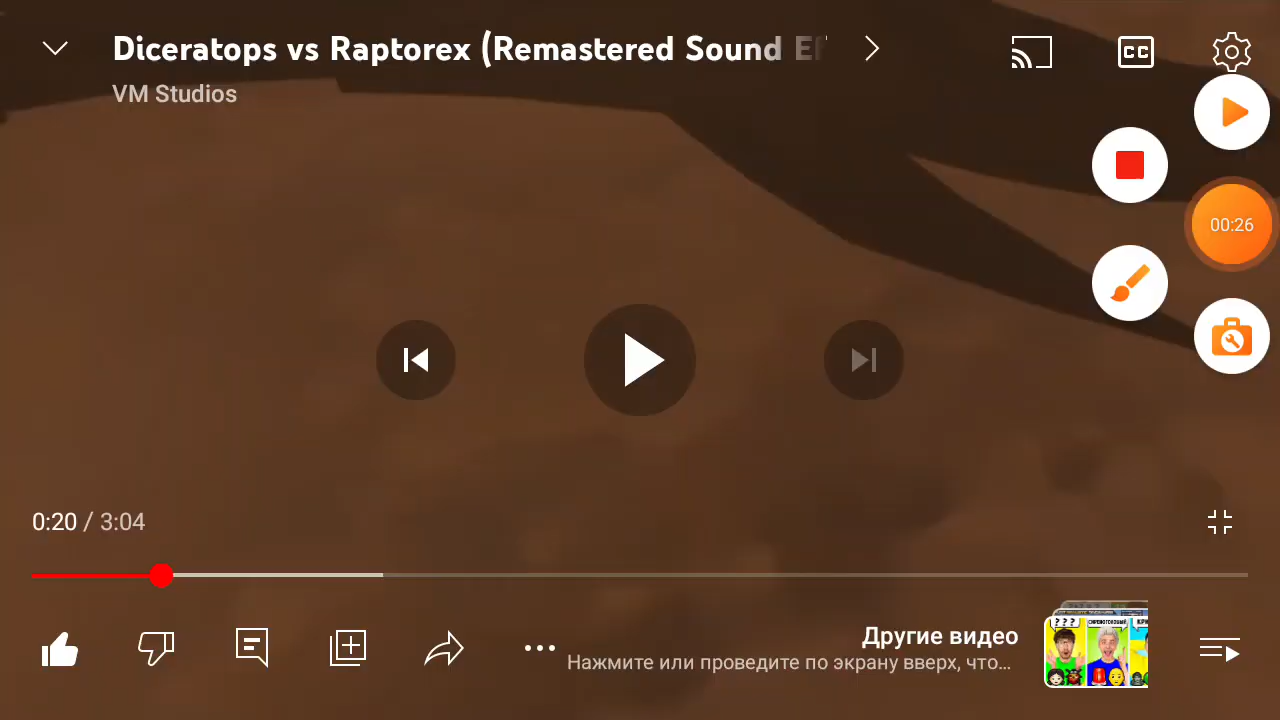 Diceratops vs Raptorex (Remastered Sound Ef
VM Studios
CC
00:26
0:20 / 3:04
Другие видео
Нажмите или проведите по экрану вверх, что…
? ? ?